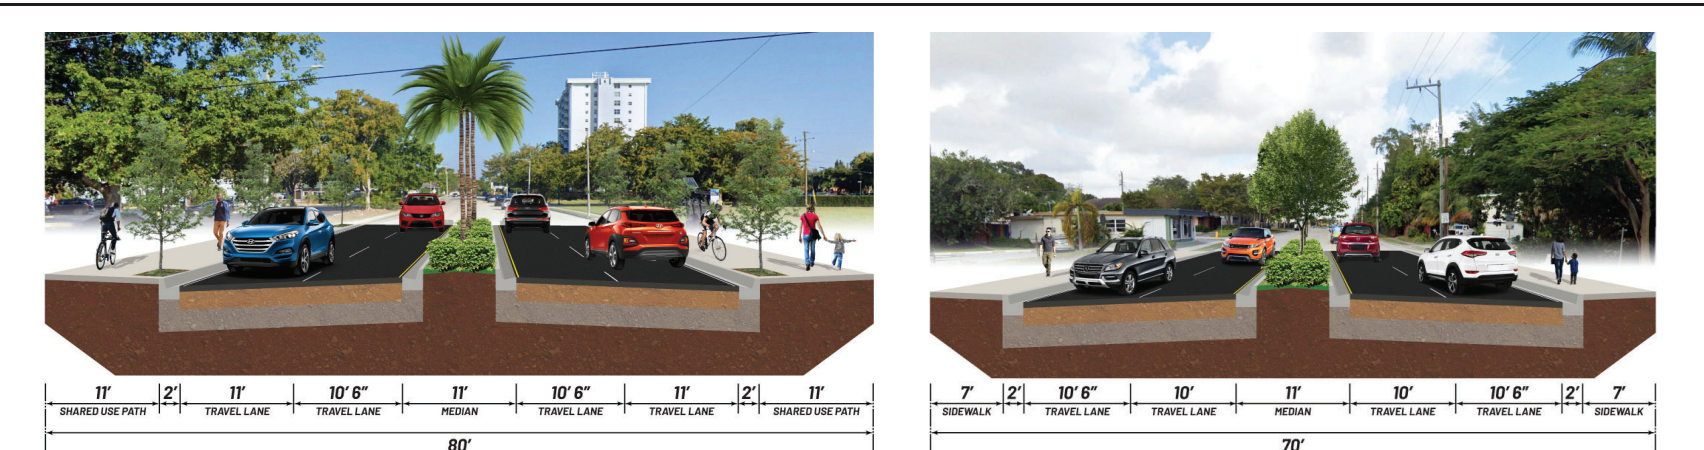 11’ 2’ 11’ 10’ 6” 11’ 10’ 6” 11’ 2’ 11’
SHARED USE PATH TRAVEL LANE TRAVEL LANE MEDIAN TRAVEL LANE TRAVEL LANE SHARED USE PATH
80’
7’ 2’ 10’ 6” 10’ 11’ 10’ 10’ 6” 2’ 7’
SIDEWALK TRAVEL LANE TRAVEL LANE MEDIAN TRAVEL LANE TRAVEL LANE SIDEWALK
70’